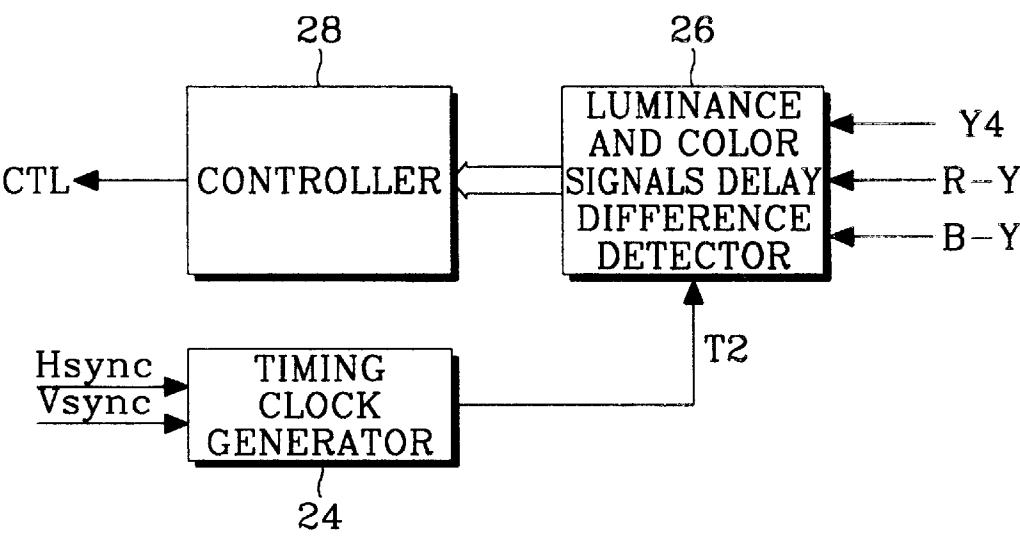 28
26
CTL
CONTROLLER
LUMINANCE
AND COLOR
SIGNALS DELAY
DIFFERENCE
DETECTOR
Y4
R-Y
B-Y
T2
Hsync
Vsync
TIMING
CLOCK
GENERATOR
24